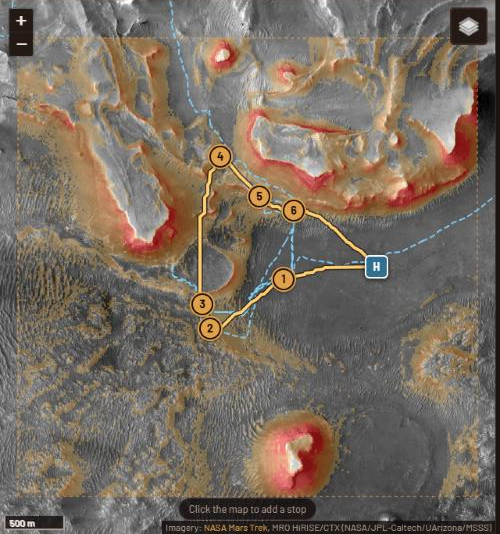 +
−
4
5
6
H
1
3
2
Click the map to add a stop
500 m
Imagery: NASA Mars Trek, MRO HiRISE/CTX (NASA/JPL-Caltech/UArizona/MSSS)